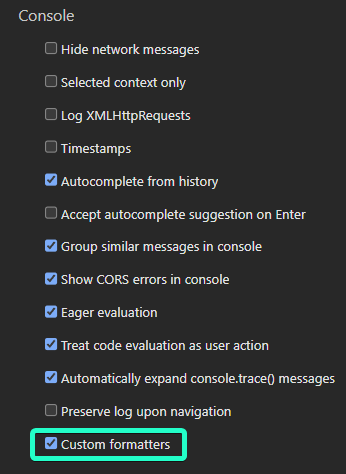 Console
Hide network messages
Selected context only
Log XMLHttpRequests
Timestamps
Autocomplete from history
Accept autocomplete suggestion on Enter
Group similar messages in console
Show CORS errors in console
Eager evaluation
Treat code evaluation as user action
Automatically expand console.trace() messages
Preserve log upon navigation
Custom formatters